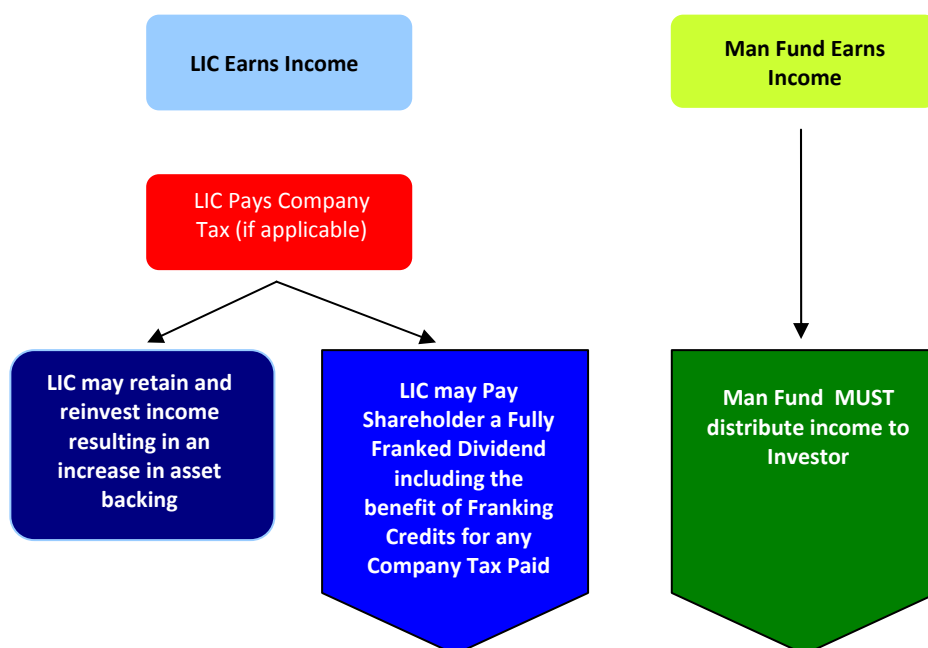 LIC Earns Income
Man Fund Earns
Income
LIC Pays Company
Tax (if applicable)
LIC may retain and
reinvest income
resulting in an
increase in asset
backing
LIC may Pay
Shareholder a Fully
Franked Dividend
including the
benefit of Franking
Credits for any
Company Tax Paid
Man Fund  MUST
distribute income to
Investor